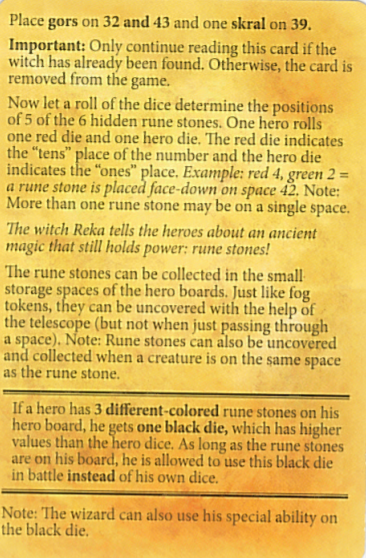 Place gors on 32 and 43 and one skral on 39.
Important: Only continue reading this card if the
witch has already been found. Otherwise, the card is
removed from the game.
Now let a roll of the dice determine the positions
of 5 of the 6 hidden rune stones. One hero rolls
one red die and one hero die. The red die indicates
the “tens” place of the number and the hero die
indicates the “ones” place. Example: red 4, green 2 =
a rune stone is placed face-down on space 42. Note:
More than one rune stone may be on a single space.
The witch Reka tells the heroes about an ancient
magic that still holds power: rune stones!
The rune stones can be collected in the small
storage spaces of the hero boards. Just like fog
tokens, they can be uncovered with the help of
the telescope (but not when just passing through
a space). Note: Rune stones can also be uncovered
and collected when a creature is on the same space
as the rune stone.
If a hero has 3 different-colored rune stones on his
hero board, he gets one black die, which has higher
values than the hero dice. As long as the rune stones
are on his board, he is allowed to use this black die
in battle instead of his own dice.
Note: The wizard can also use his special ability on
the black die.